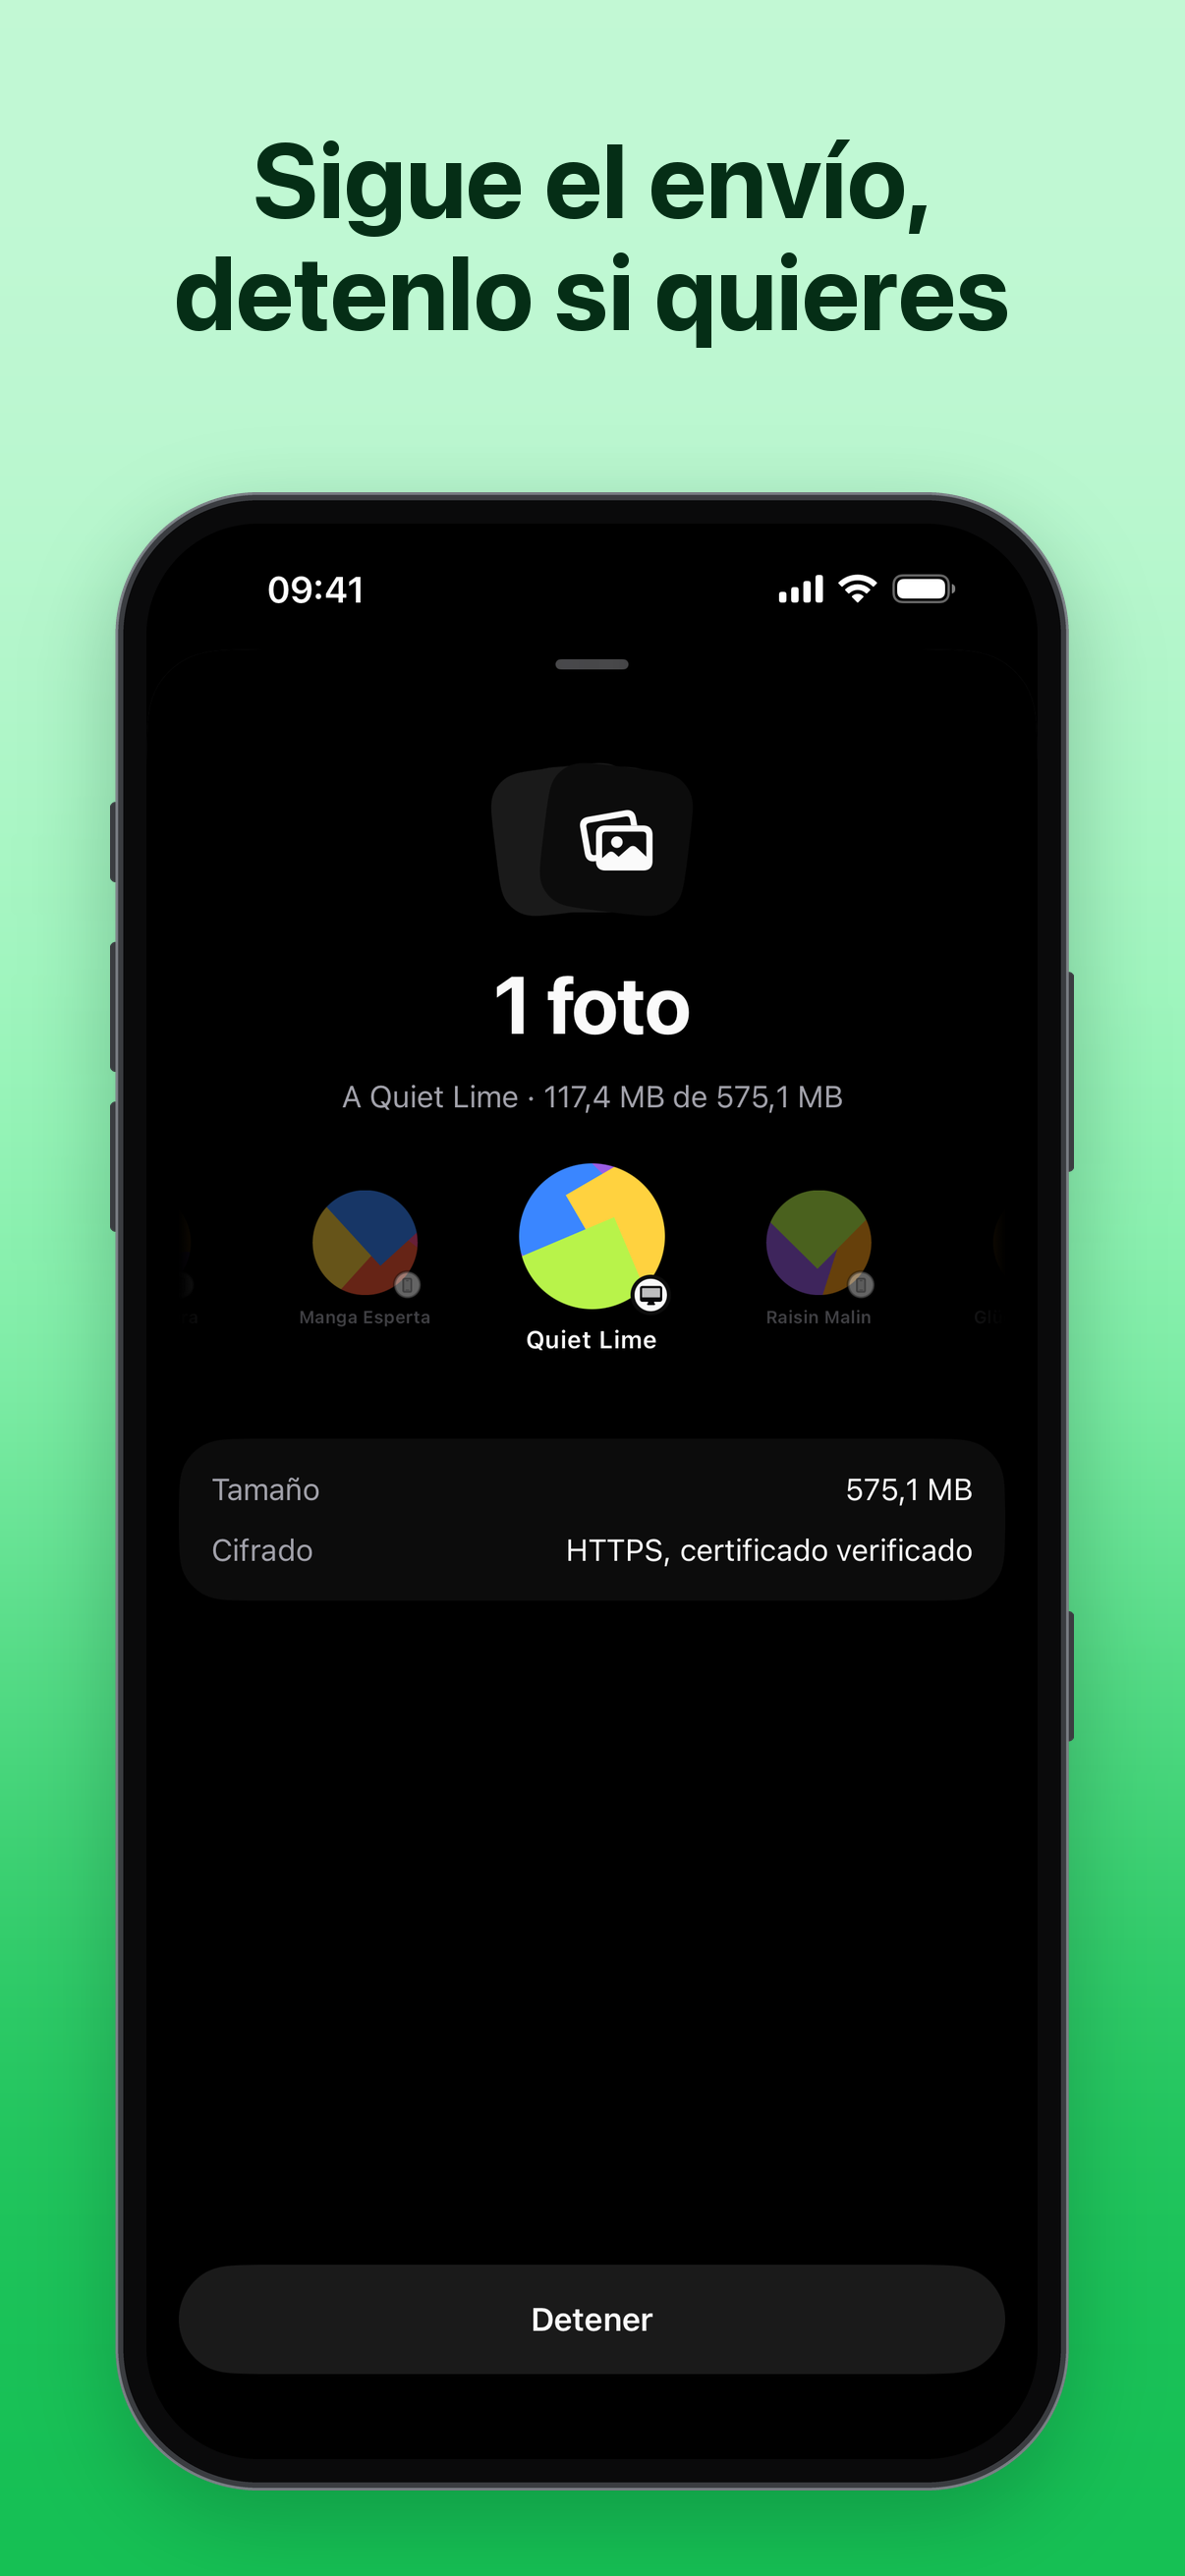 Sigue el envío,
detenlo si quieres
09:41
1 foto
A Quiet Lime · 117,4 MB de 575,1 MB
Manga Esperta
Quiet Lime
Raisin Malin
Tamaño 575,1 MB
Cifrado HTTPS, certificado verificado
Detener